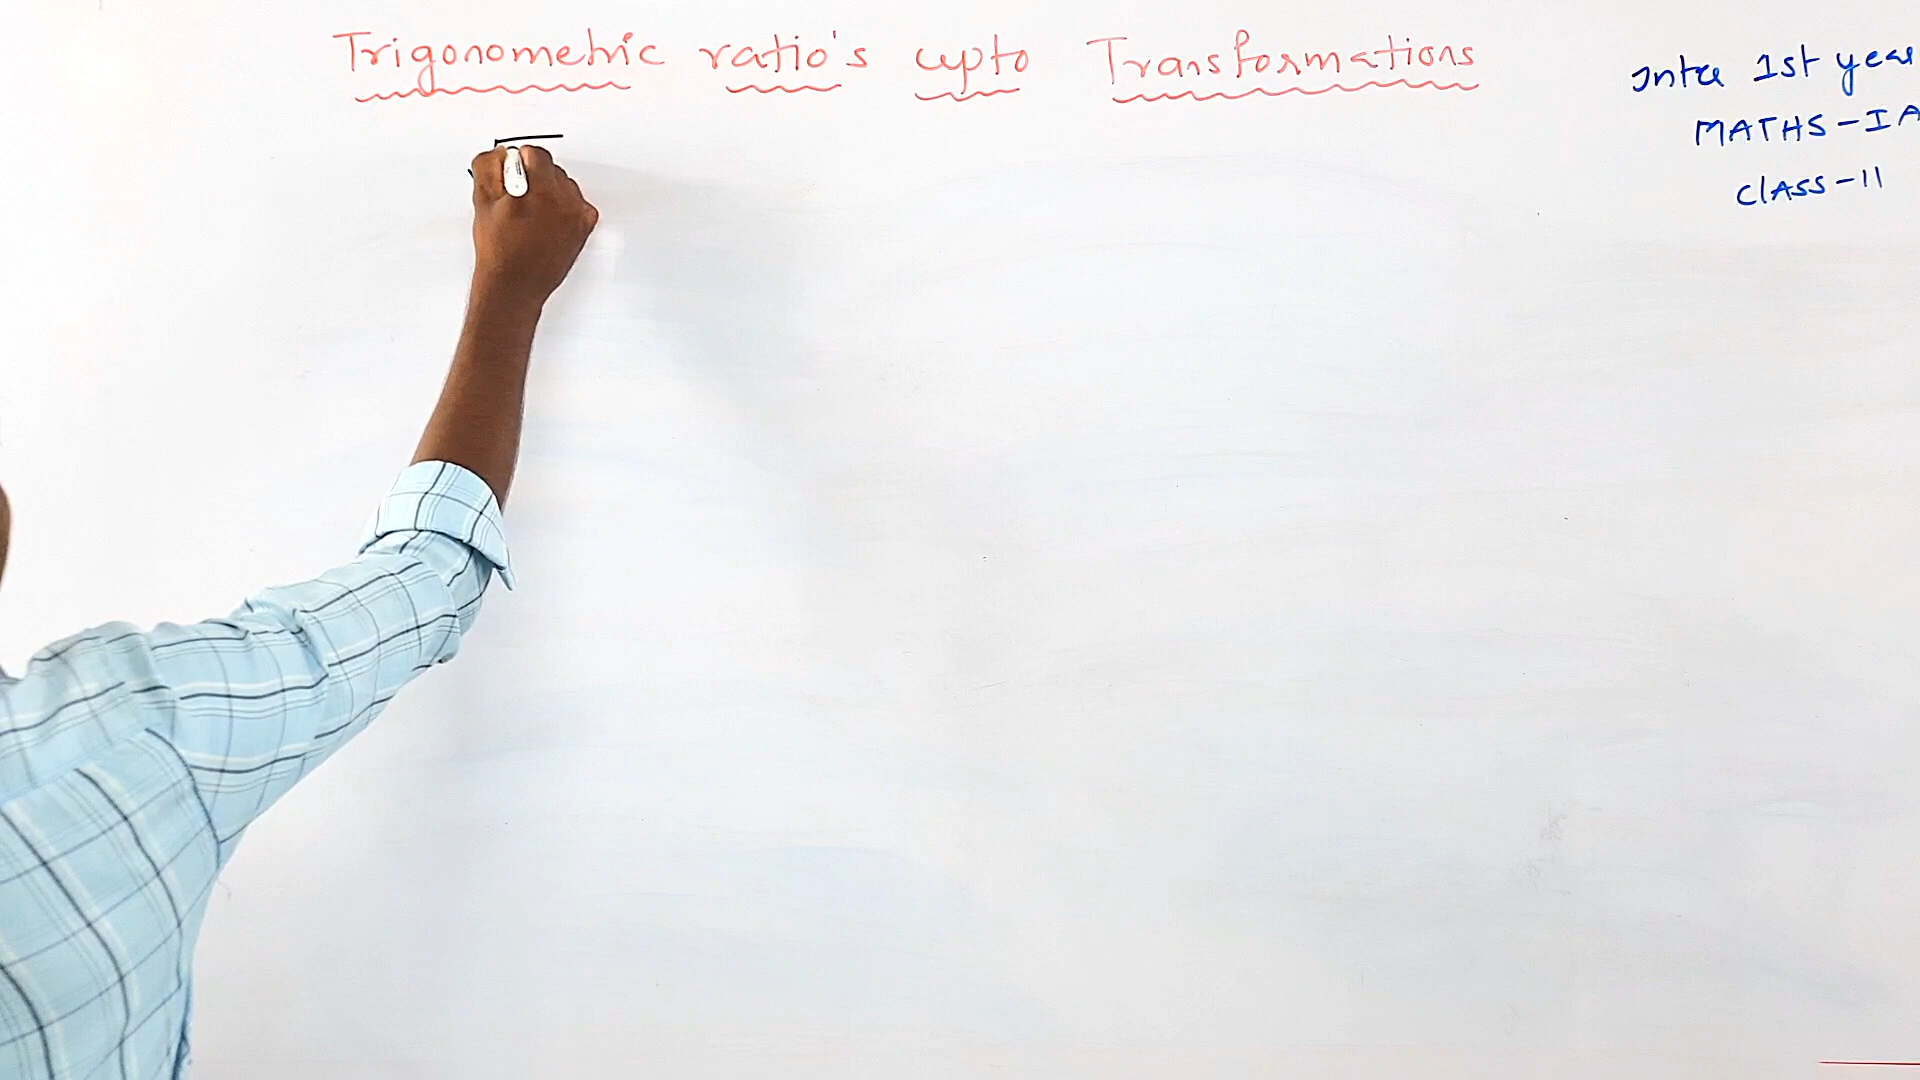 Trigonometric ratio's upto Transformations
Inter 1st year
MATHS-IA
CLASS-11